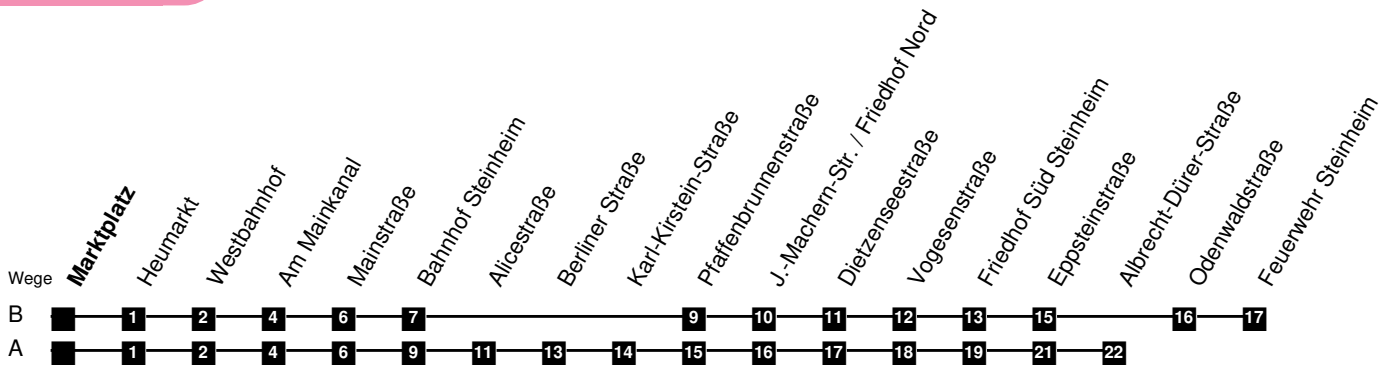 Marktplatz
Heumarkt
Westbahnhof
Am Mainkanal
Mainstraße
Bahnhof Steinheim
Alicestraße
Berliner Straße
Karl-Kirstein-Straße
Pfaffenbrunnenstraße
J.-Machern-Str. / Friedhof Nord
Dietzenseestraße
Vogesenstraße
Friedhof Süd Steinheim
Eppsteinstraße
Albrecht-Dürer-Straße
Odenwaldstraße
Feuerwehr Steinheim
Wege
B 1 2 4 6 7 9 10 11 12 13 15 16 17
A 1 2 4 6 9 11 13 14 15 16 17 18 19 21 22